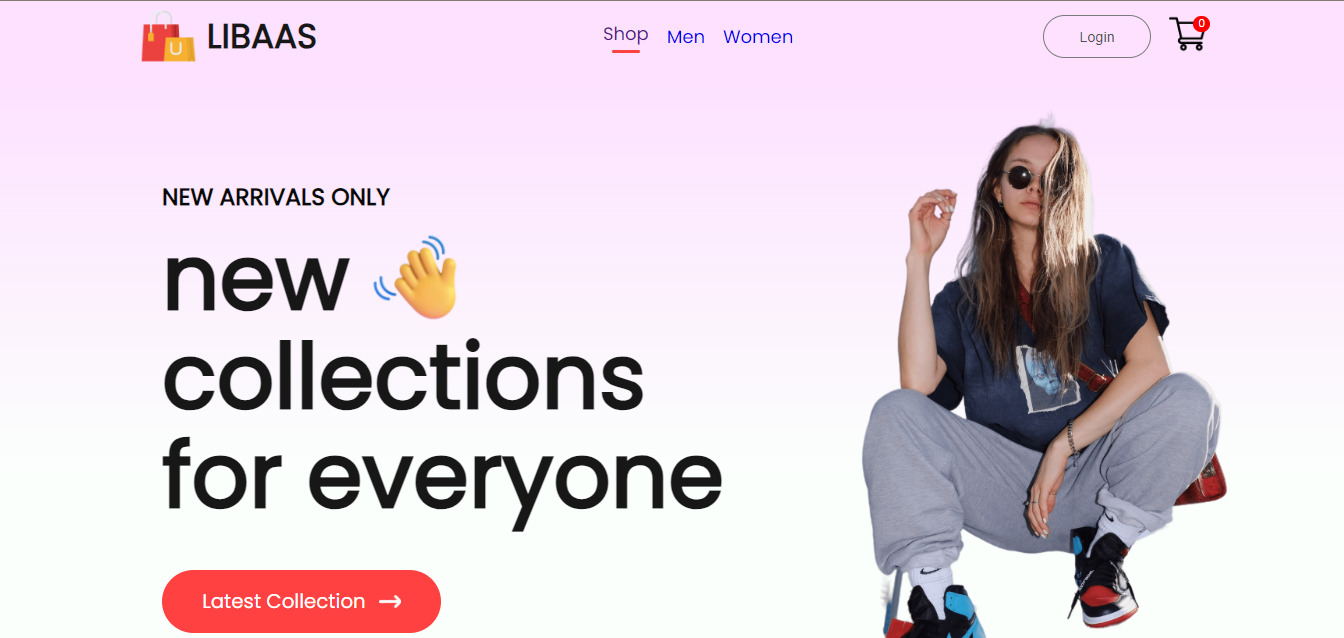 U
LIBAAS
Shop
Men
Women
Login
0
NEW ARRIVALS ONLY
new
collections
for everyone
Latest Collection